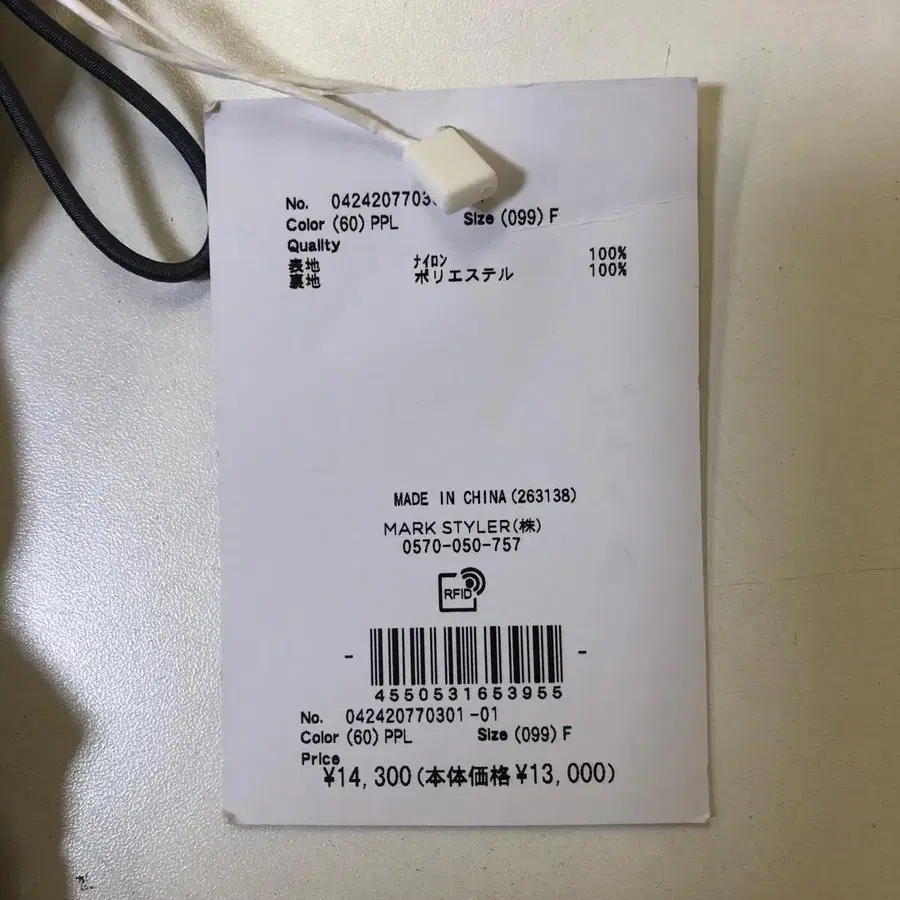 No. 04242077030
Color (60) PPL Size (099) F
Quality
表地 ナイロン 100%
裏地 ポリエステル 100%
MADE IN CHINA (263138)
MARK STYLER(株)
0570-050-757
RFID
- -
4550531653955
No. 042420770301-01
Color (60) PPL Size (099) F
Price
¥14,300(本体価格¥13,000)